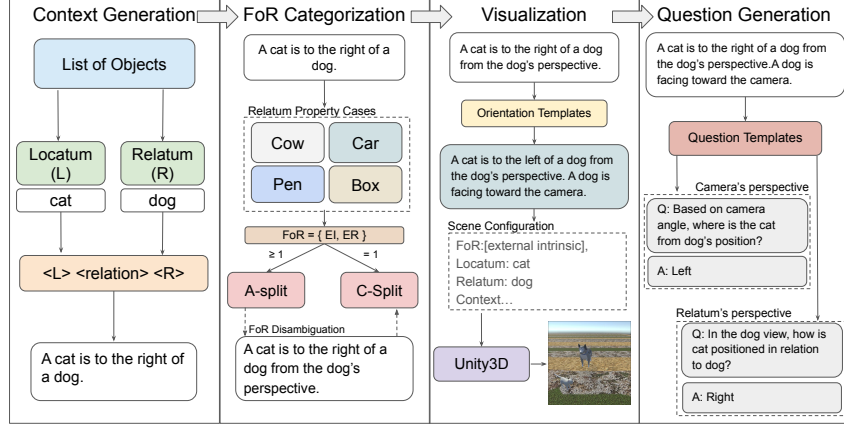 Context Generation
FoR Categorization
Visualization
Question Generation
List of Objects
Locatum
(L)
Relatum
(R)
cat
dog
<L> <relation> <R>
A cat is to the right of
a dog.
A cat is to the right of a
dog.
Relatum Property Cases
Cow
Car
Pen
Box
FoR = { EI, ER }
≥ 1
= 1
A-split
C-Split
FoR Disambiguation
A cat is to the right of a
dog from the dog's
perspective.
A cat is to the right of a dog
from the dog's perspective.
Orientation Templates
A cat is to the left of a dog from
the dog's perspective. A dog is
facing toward the camera.
Scene Configuration
FoR:[external intrinsic],
Locatum: cat
Relatum: dog
Context…
Unity3D
A cat is to the right of a dog from
the dog's perspective.A dog is
facing toward the camera.
Question Templates
Camera's perspective
Q: Based on camera
angle, where is the cat
from dog's position?
A: Left
Relatum's perspective
Q: In the dog view, how is
cat positioned in relation
to dog?
A: Right